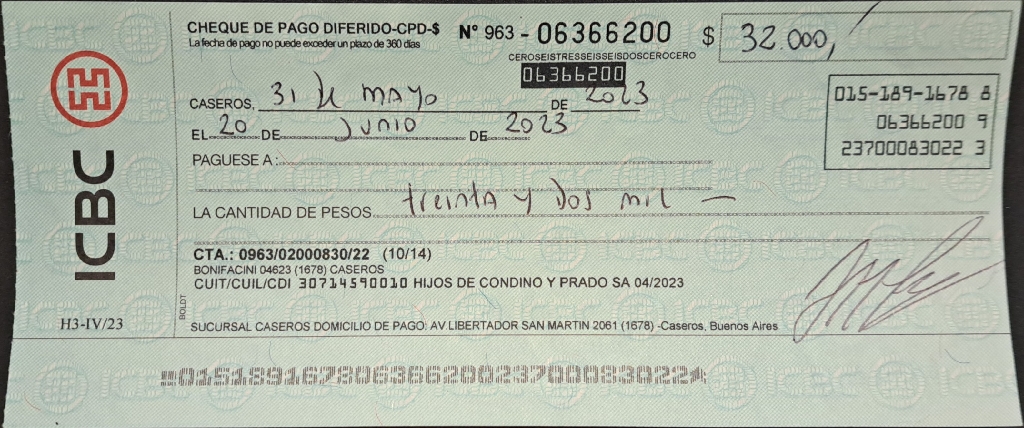 CHEQUE DE PAGO DIFERIDO-CPD-$ Nº 963 - 06366200 $ 32.000,
La fecha de pago no puede exceder un plazo de 360 días
CEROSEISTRESSEISSEISDOSCEROCERO
06366200
CASEROS, 31 de MAYO DE 2023
EL 20 DE JUNIO DE 2023
PAGUESE A:
LA CANTIDAD DE PESOS treinta y dos mil —
015-189-1678 8
06366200 9
23700083022 3
CTA.: 0963/02000830/22 (10/14)
BONIFACINI 04623 (1678) CASEROS
CUIT/CUIL/CDI 30714590010 HIJOS DE CONDINO Y PRADO SA 04/2023
SUCURSAL CASEROS DOMICILIO DE PAGO: AV LIBERTADOR SAN MARTIN 2061 (1678) -Caseros, Buenos Aires
ICBC
H3-IV/23
BOLDT
01518916780636620023700083022